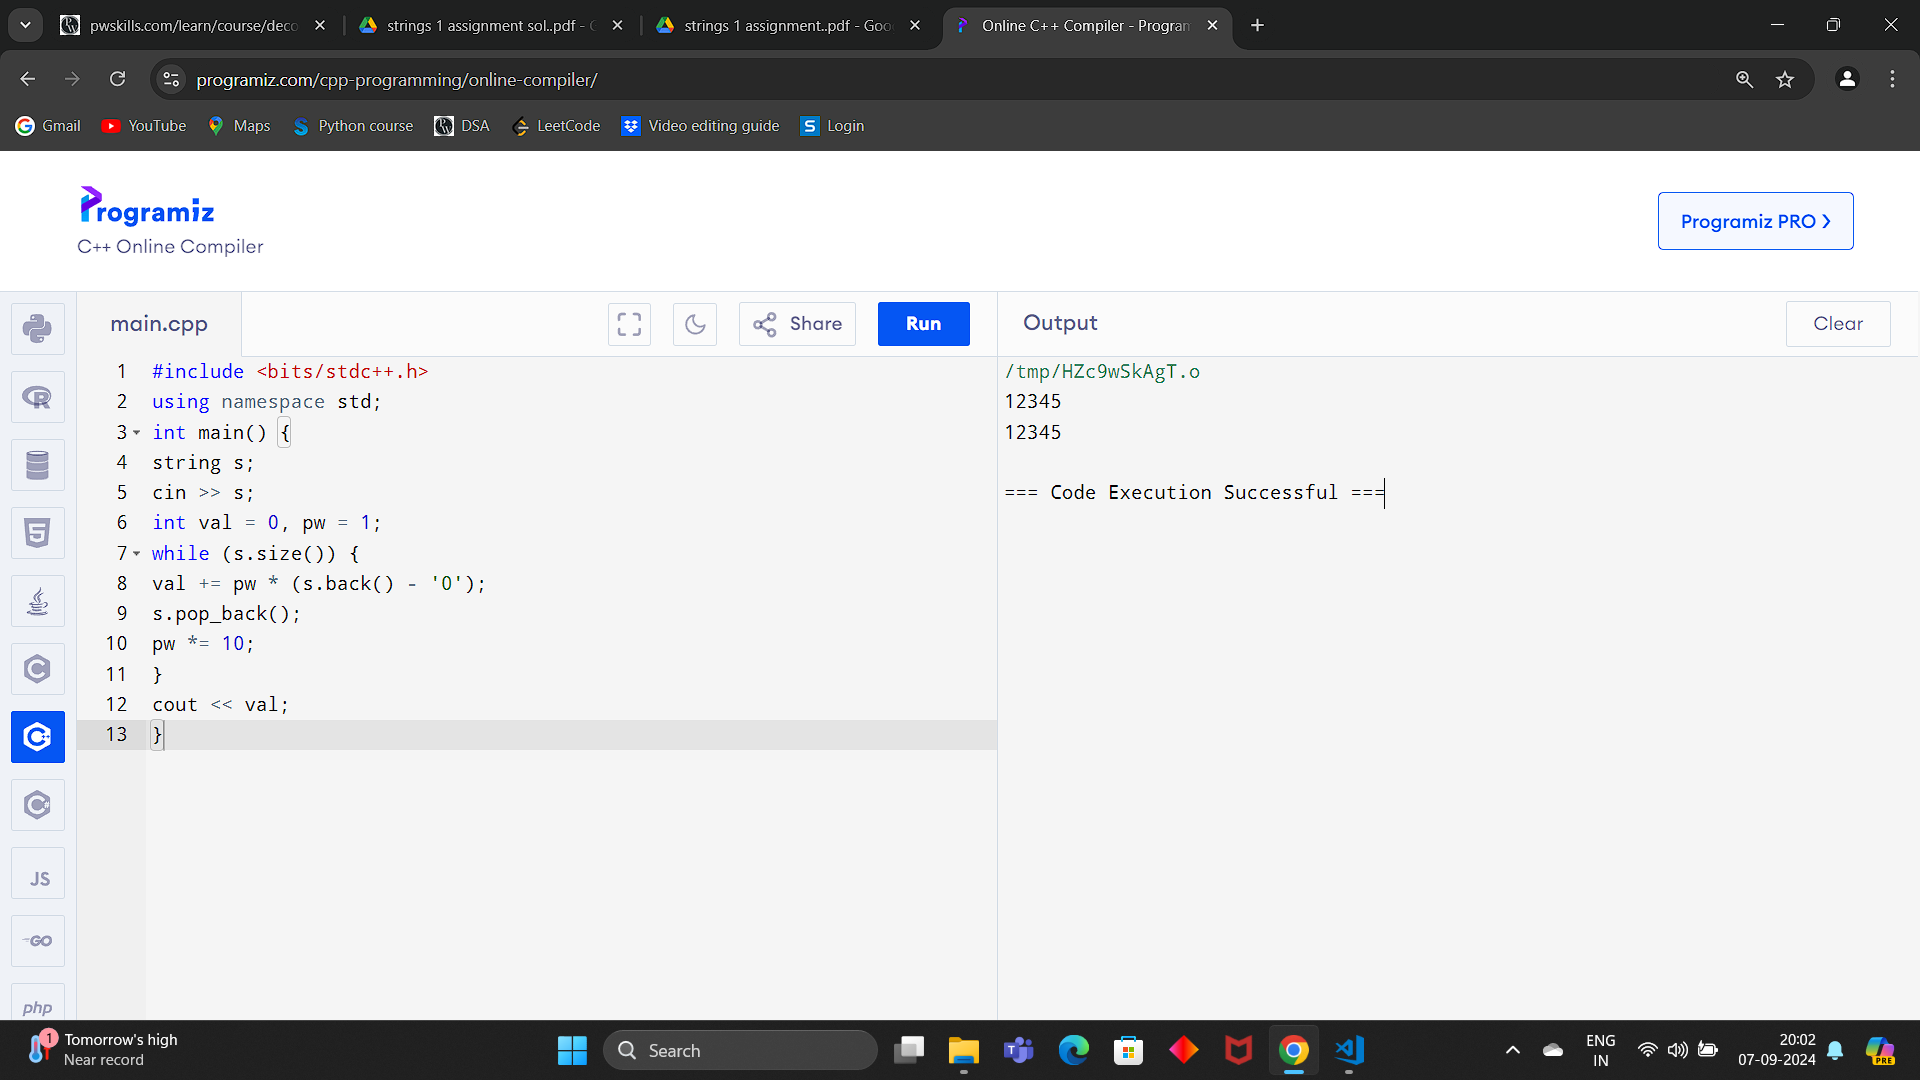 pwskills.com/learn/course/deco
strings 1 assignment sol..pdf -
strings 1 assignment..pdf - Goo
Online C++ Compiler - Program
programiz.com/cpp-programming/online-compiler/
Gmail
YouTube
Maps
Python course
DSA
LeetCode
Video editing guide
S
Login
Programiz
C++ Online Compiler
Programiz PRO >
main.cpp
Share
Run
Output
Clear
1 #include <bits/stdc++.h>
2 using namespace std;
3 int main() {
4 string s;
5 cin >> s;
6 int val = 0, pw = 1;
7 while (s.size()) {
8 val += pw * (s.back() - '0');
9 s.pop_back();
10 pw *= 10;
11 }
12 cout << val;
13 }
/tmp/HZc9wSkAgT.o
12345
12345
=== Code Execution Successful ===
R
5
C
C
C#
JS
GO
php
1
Tomorrow's high
Near record
Search
ENG
IN
20:02
07-09-2024
PRE